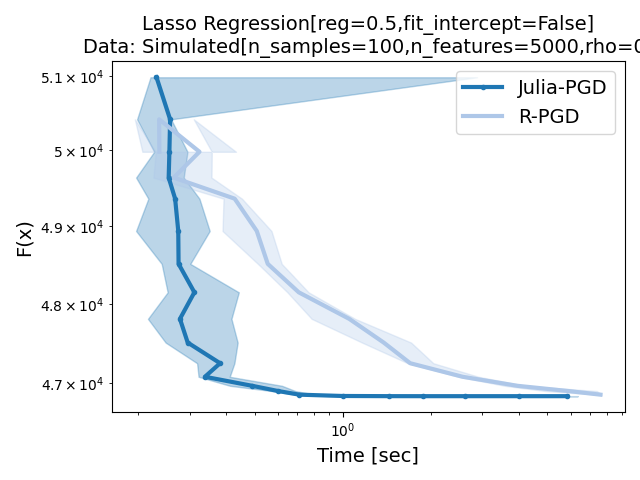 Lasso Regression[reg=0.5,fit_intercept=False]
Data: Simulated[n_samples=100,n_features=5000,rho=0
Julia-PGD
R-PGD
F(x)
5.1 × 10⁴
5 × 10⁴
4.9 × 10⁴
4.8 × 10⁴
4.7 × 10⁴
10⁰
Time [sec]